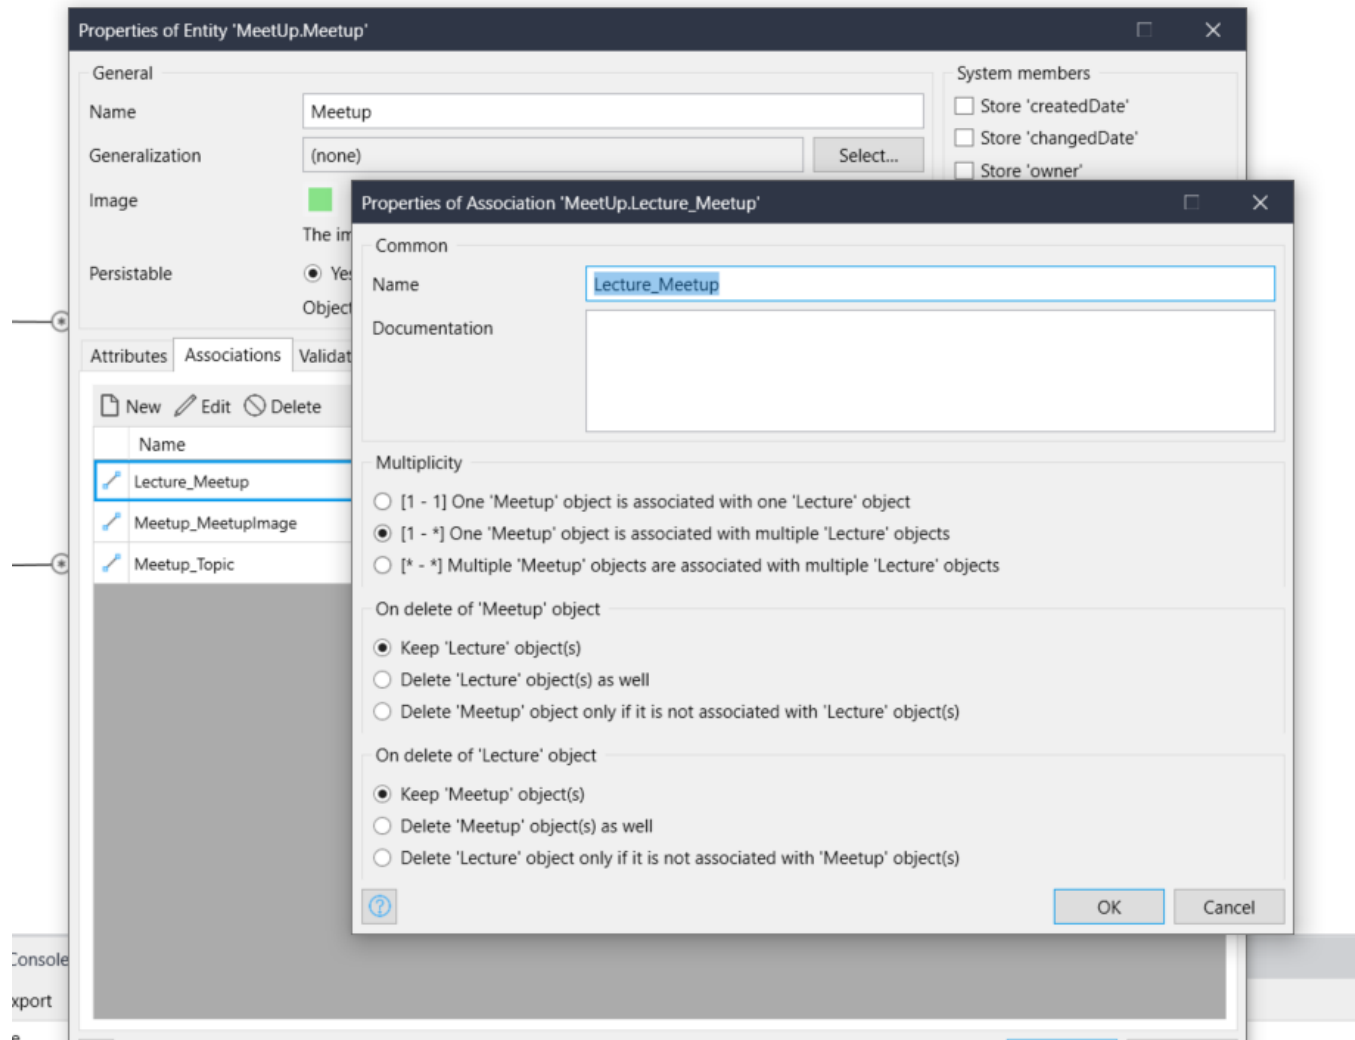 Properties of Entity 'MeetUp.Meetup'
General
System members
Name
Meetup
Store 'createdDate'
Generalization
(none)
Select...
Store 'changedDate'
Store 'owner'
Image
The im
Persistable
Yes
Object
Attributes
Associations
Validat
New
Edit
Delete
Name
Lecture_Meetup
Meetup_MeetupImage
Meetup_Topic
Properties of Association 'MeetUp.Lecture_Meetup'
Common
Name
Lecture_Meetup
Documentation
Multiplicity
[1 - 1] One 'Meetup' object is associated with one 'Lecture' object
[1 - *] One 'Meetup' object is associated with multiple 'Lecture' objects
[* - *] Multiple 'Meetup' objects are associated with multiple 'Lecture' objects
On delete of 'Meetup' object
Keep 'Lecture' object(s)
Delete 'Lecture' object(s) as well
Delete 'Meetup' object only if it is not associated with 'Lecture' object(s)
On delete of 'Lecture' object
Keep 'Meetup' object(s)
Delete 'Meetup' object(s) as well
Delete 'Lecture' object only if it is not associated with 'Meetup' object(s)
OK
Cancel
Console
xport